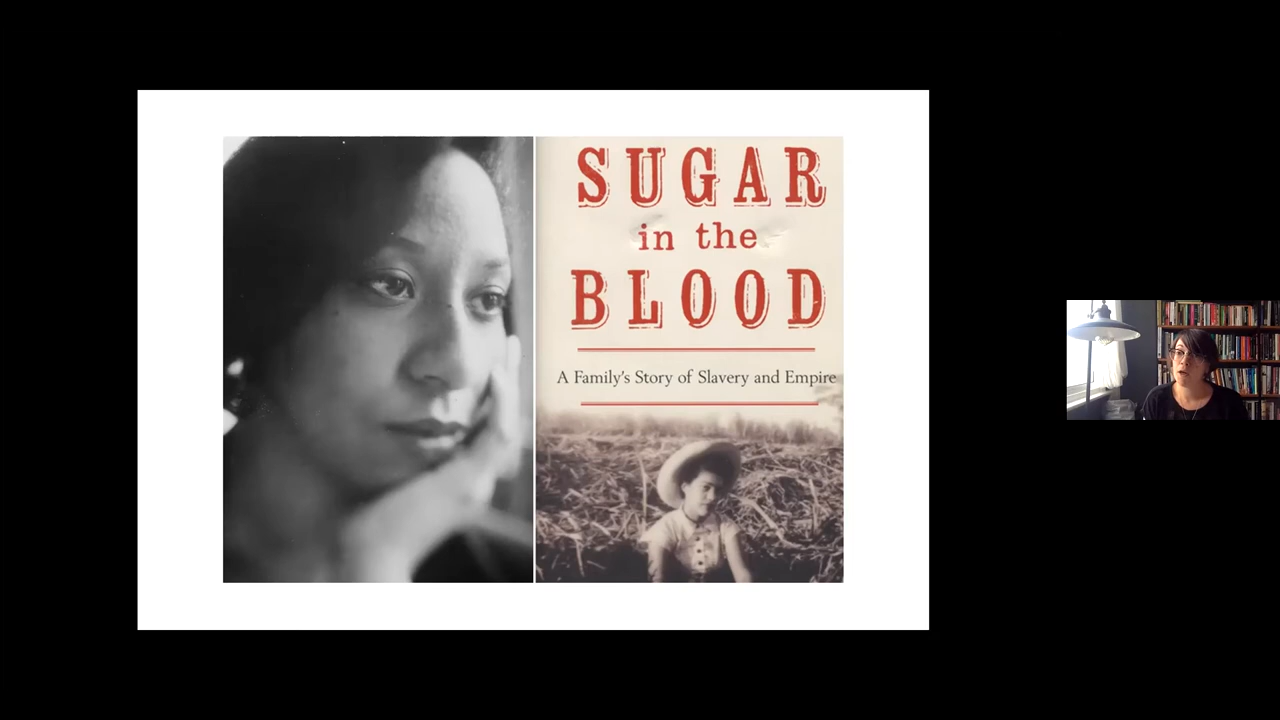 SUGAR
in the
BLOOD
A Family's Story of Slavery and Empire